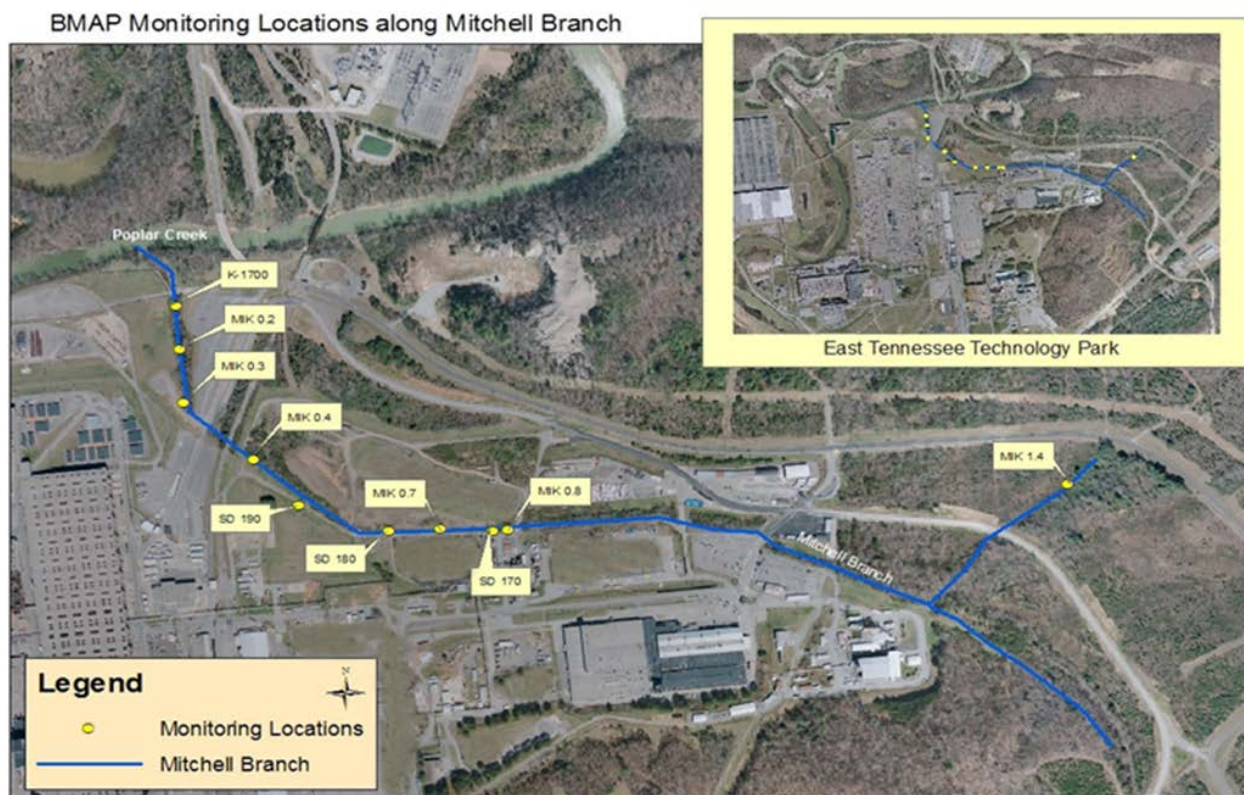 BMAP Monitoring Locations along Mitchell Branch
East Tennessee Technology Park
Poplar Creek
K-1700
MIK 0.2
MIK 0.3
MIK 0.4
MIK 1.4
MIK 0.7
MIK 0.8
SD 190
SD 180
SD 170
Mitchell Branch
Legend
N
Monitoring Locations
Mitchell Branch